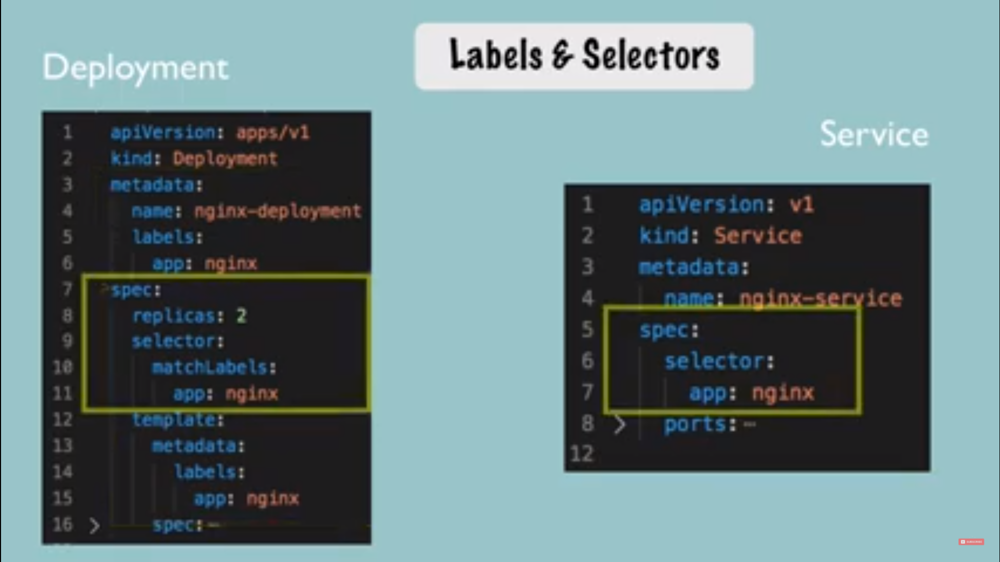 Labels & Selectors
Deployment
1 apiVersion: apps/v1
2 kind: Deployment
3 metadata:
4 name: nginx-deployment
5 labels:
6 app: nginx
7 spec:
8 replicas: 2
9 selector:
10 matchLabels:
11 app: nginx
12 template:
13 metadata:
14 labels:
15 app: nginx
16 spec:
Service
1 apiVersion: v1
2 kind: Service
3 metadata:
4 name: nginx-service
5 spec:
6 selector:
7 app: nginx
8 ports:
12
SUBSCRIBE